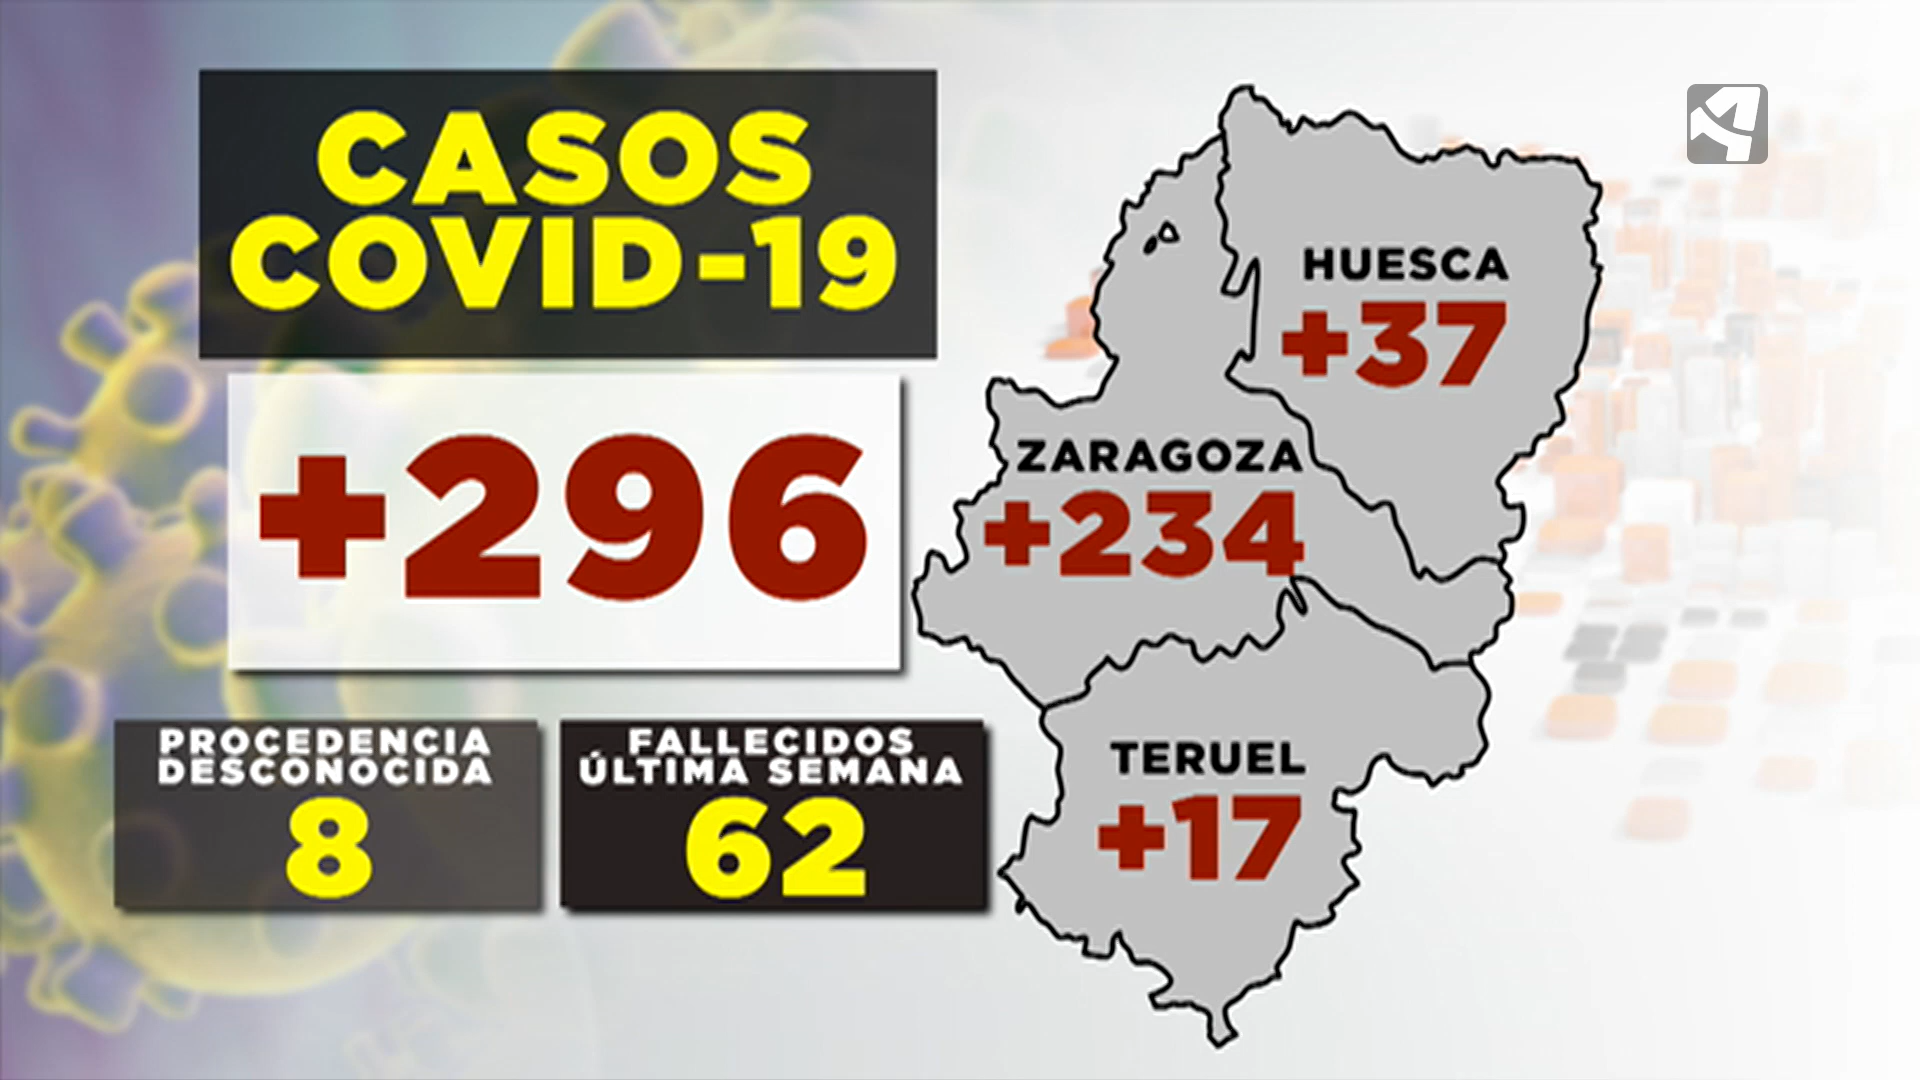 CASOS
COVID-19
+296
PROCEDENCIA
DESCONOCIDA
8
FALLECIDOS
ÚLTIMA SEMANA
62
HUESCA
+37
ZARAGOZA
+234
TERUEL
+17